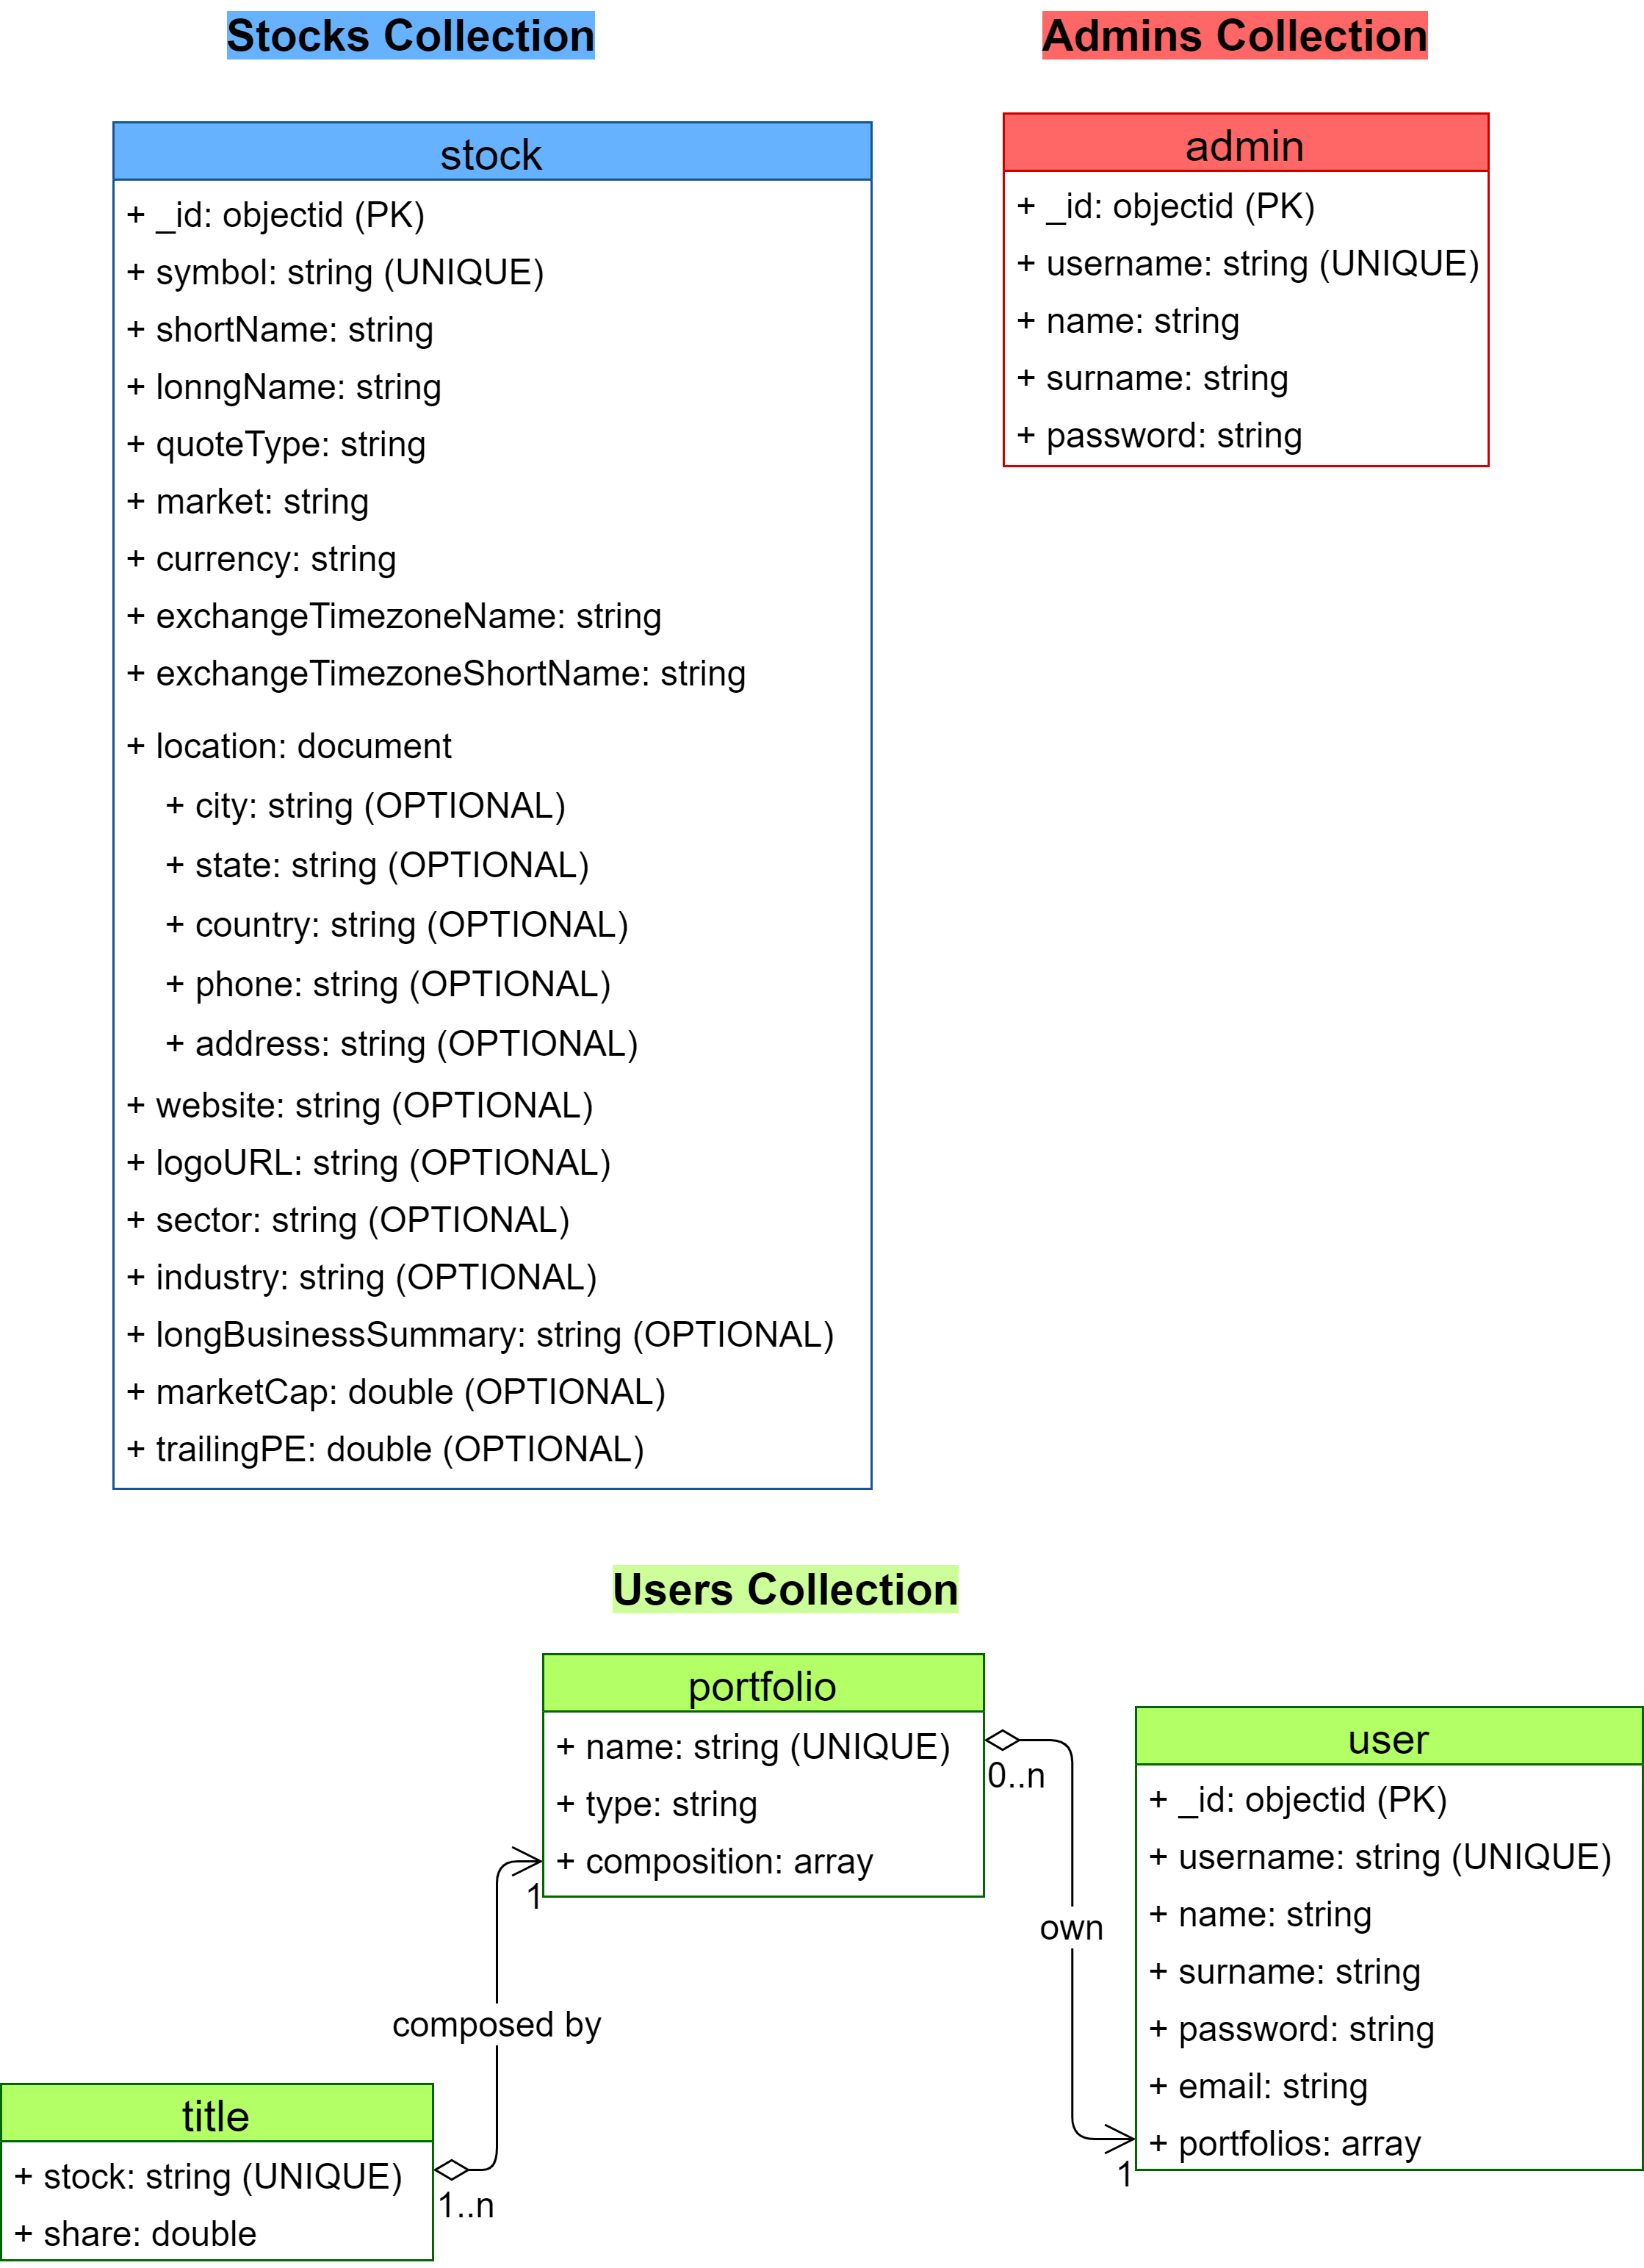 Stocks Collection
stock
+ _id: objectid (PK)
+ symbol: string (UNIQUE)
+ shortName: string
+ lonngName: string
+ quoteType: string
+ market: string
+ currency: string
+ exchangeTimezoneName: string
+ exchangeTimezoneShortName: string
+ location: document
+ city: string (OPTIONAL)
+ state: string (OPTIONAL)
+ country: string (OPTIONAL)
+ phone: string (OPTIONAL)
+ address: string (OPTIONAL)
+ website: string (OPTIONAL)
+ logoURL: string (OPTIONAL)
+ sector: string (OPTIONAL)
+ industry: string (OPTIONAL)
+ longBusinessSummary: string (OPTIONAL)
+ marketCap: double (OPTIONAL)
+ trailingPE: double (OPTIONAL)
Admins Collection
admin
+ _id: objectid (PK)
+ username: string (UNIQUE)
+ name: string
+ surname: string
+ password: string
Users Collection
portfolio
+ name: string (UNIQUE)
+ type: string
+ composition: array
0..n
own
1
user
+ _id: objectid (PK)
+ username: string (UNIQUE)
+ name: string
+ surname: string
+ password: string
+ email: string
+ portfolios: array
1
composed by
1..n
title
+ stock: string (UNIQUE)
+ share: double